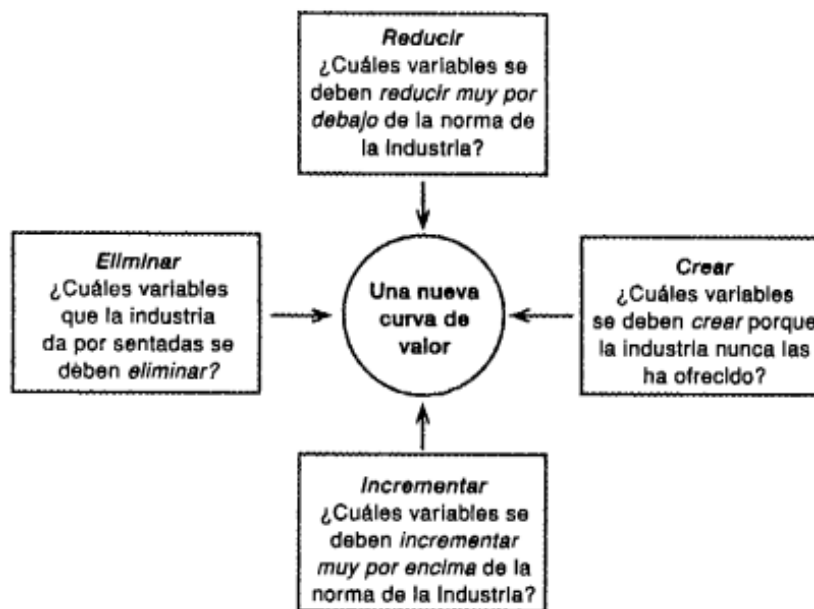 Reducir
¿Cuáles variables se
deben reducir muy por
debajo de la norma de
la Industria?
Eliminar
¿Cuáles variables
que la industria
da por sentadas se
deben eliminar?
Una nueva
curva de
valor
Crear
¿Cuáles variables
se deben crear porque
la industria nunca las
ha ofrecido?
Incrementar
¿Cuáles variables se
deben incrementar
muy por encima de la
norma de la Industria?